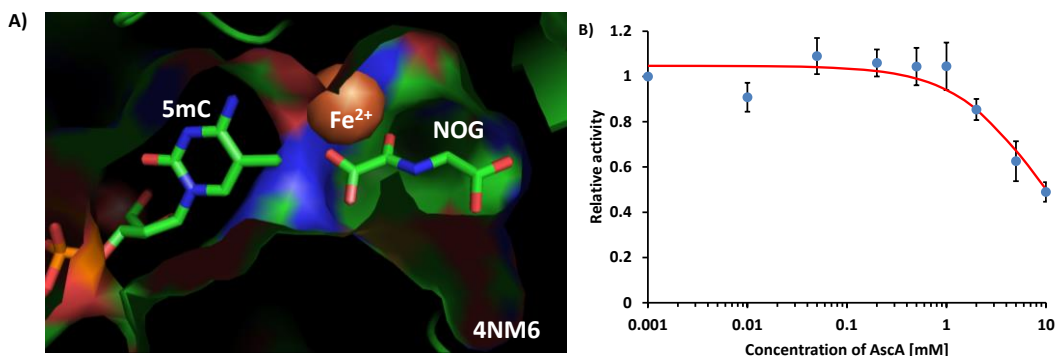 A)
5mC
Fe²⁺
NOG
4NM6
B)
1.2
1
0.8
0.6
0.4
0.2
0
Relative activity
0.001
0.01
0.1
1
10
Concentration of AscA [mM]